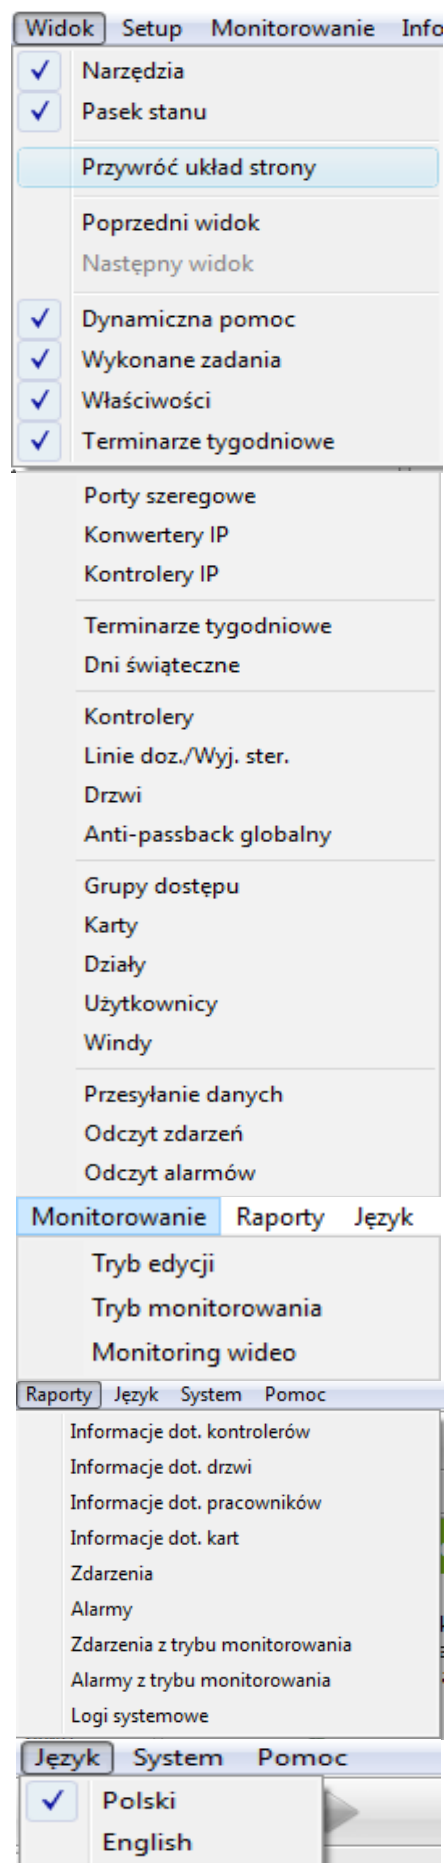 Widok Setup Monitorowanie
Narzędzia
Pasek stanu
Przywróć układ strony
Poprzedni widok
Następny widok
Dynamiczna pomoc
Wykonane zadania
Właściwości
Terminarze tygodniowe
Porty szeregowe
Konwertery IP
Kontrolery IP
Terminarze tygodniowe
Dni świąteczne
Kontrolery
Linie doz./Wyj. ster.
Drzwi
Anti-passback globalny
Grupy dostępu
Karty
Działy
Użytkownicy
Windy
Przesyłanie danych
Odczyt zdarzeń
Odczyt alarmów
Monitorowanie Raporty Język
Tryb edycji
Tryb monitorowania
Monitoring wideo
Raporty Język System Pomoc
Informacje dot. kontrolerów
Informacje dot. drzwi
Informacje dot. pracowników
Informacje dot. kart
Zdarzenia
Alarmy
Zdarzenia z trybu monitorowania
Alarmy z trybu monitorowania
Logi systemowe
Język System Pomoc
Polski
English